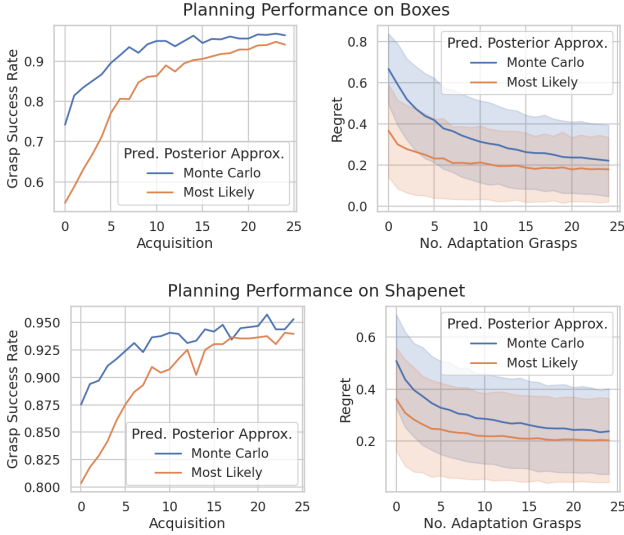 Planning Performance on Boxes
Grasp Success Rate
0.9
0.8
0.7
0.6
Pred. Posterior Approx.
Monte Carlo
Most Likely
0 5 10 15 20 25
Acquisition
Regret
0.8
0.6
0.4
0.2
0.0
Pred. Posterior Approx.
Monte Carlo
Most Likely
0 5 10 15 20 25
No. Adaptation Grasps
Planning Performance on Shapenet
Grasp Success Rate
0.950
0.925
0.900
0.875
0.850
0.825
0.800
Pred. Posterior Approx.
Monte Carlo
Most Likely
0 5 10 15 20 25
Acquisition
Regret
0.6
0.4
0.2
Pred. Posterior Approx.
Monte Carlo
Most Likely
0 5 10 15 20 25
No. Adaptation Grasps